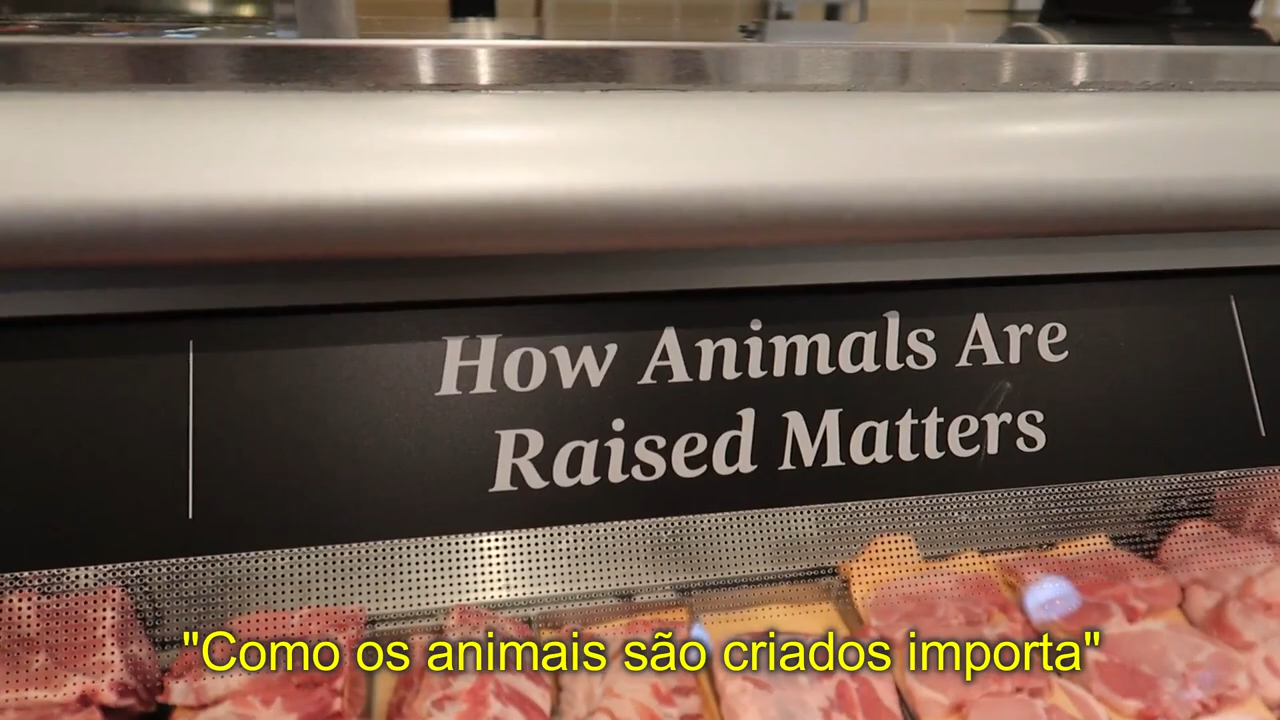 How Animals Are
Raised Matters
"Como os animais são criados importa"